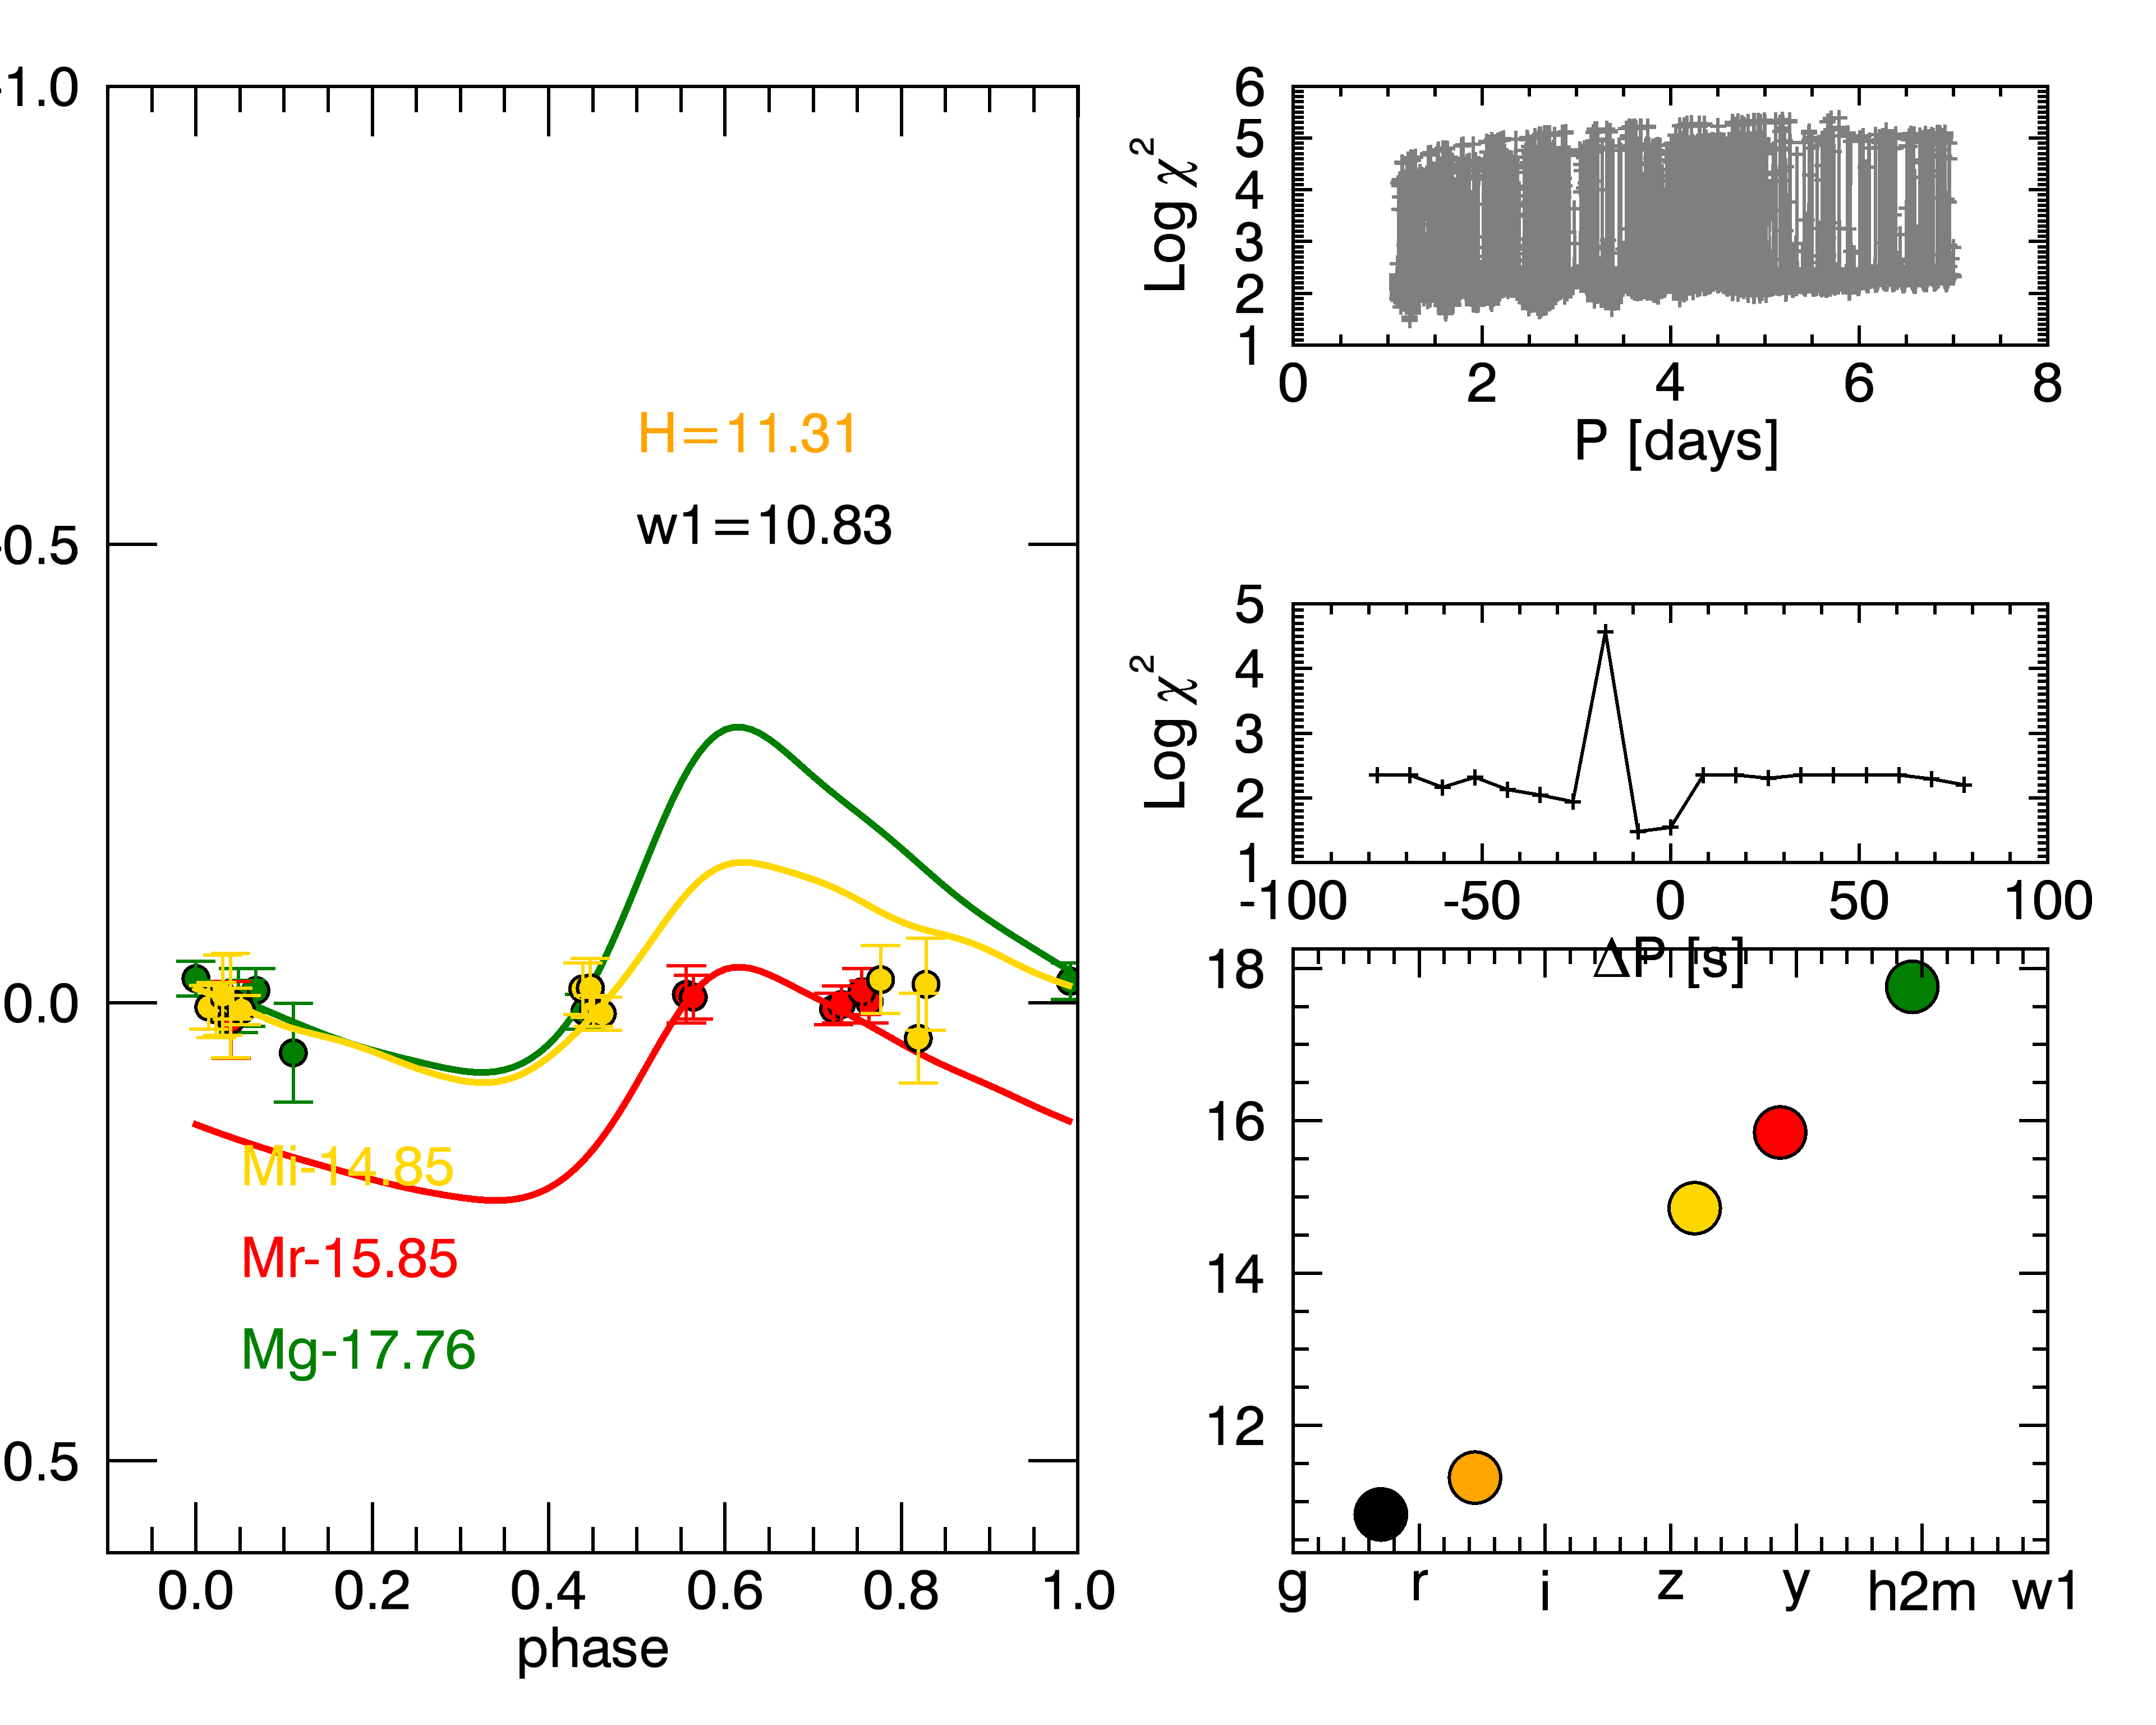 -1.0
-0.5
0.0
0.5
0.0 0.2 0.4 0.6 0.8 1.0
phase
H=11.31
w1=10.83
Mi-14.85
Mr-15.85
Mg-17.76
6
5
4
3
2
1
Log χ²
0 2 4 6 8
P [days]
5
4
3
2
1
Log χ²
-100 -50 0 50 100
ΔP [s]
18
16
14
12
g r i z y h2m w1